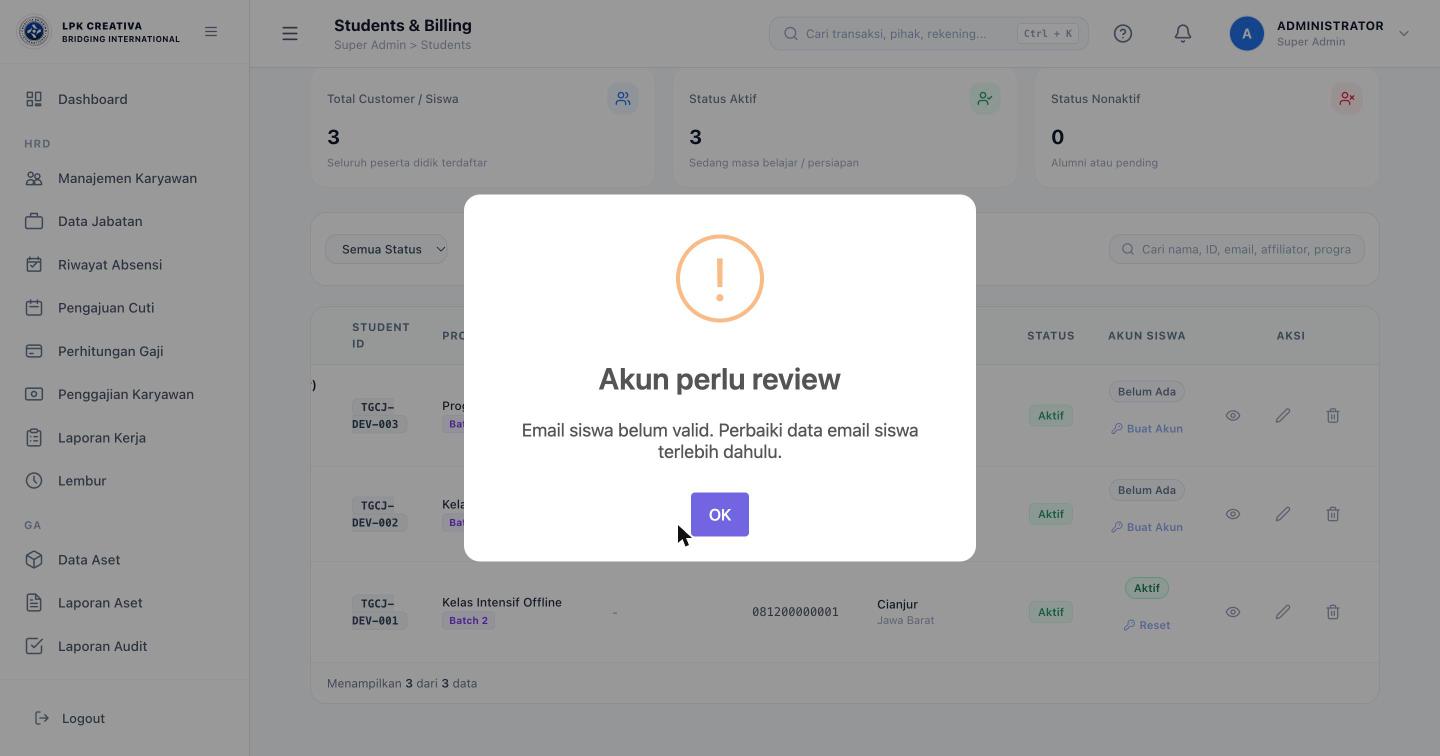 LPK CREATIVA
BRIDGING INTERNATIONAL
Students & Billing
Super Admin > Students
Cari transaksi, pihak, rekening...
Ctrl + K
A
ADMINISTRATOR
Super Admin
Dashboard
HRD
Manajemen Karyawan
Data Jabatan
Riwayat Absensi
Pengajuan Cuti
Perhitungan Gaji
Penggajian Karyawan
Laporan Kerja
Lembur
GA
Data Aset
Laporan Aset
Laporan Audit
Logout
Total Customer / Siswa
3
Seluruh peserta didik terdaftar
Status Aktif
3
Sedang masa belajar / persiapan
Status Nonaktif
0
Alumni atau pending
Semua Status
Cari nama, ID, email, affiliator, progra
STUDENT
ID
PRO
STATUS
AKUN SISWA
AKSI
)
TGCJ-
DEV-003
Prog
Bat
Aktif
Belum Ada
Buat Akun
TGCJ-
DEV-002
Kela
Bat
Aktif
Belum Ada
Buat Akun
TGCJ-
DEV-001
Kelas Intensif Offline
Batch 2
-
081200000001
Cianjur
Jawa Barat
Aktif
Aktif
Reset
Menampilkan 3 dari 3 data
Akun perlu review
Email siswa belum valid. Perbaiki data email siswa
terlebih dahulu.
OK